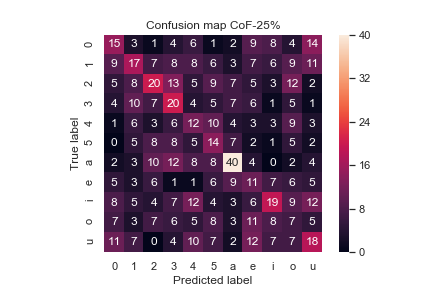 Confusion map CoF-25%
0 15 3 1 4 6 1 2 9 8 4 14
1 9 17 7 8 8 6 3 7 6 9 11
2 5 8 20 13 5 9 7 5 3 12 2
3 4 10 7 20 4 5 7 6 1 5 1
4 1 6 3 6 12 10 4 3 3 9 3
5 0 5 8 8 5 14 7 2 1 5 2
a 2 3 10 12 8 8 40 4 0 2 4
e 5 3 6 1 1 6 9 11 7 6 5
i 8 5 4 7 12 4 3 6 19 9 12
o 7 3 7 6 5 8 3 11 8 7 5
u 11 7 0 4 10 7 2 12 7 7 18
0 1 2 3 4 5 a e i o u
True label
Predicted label
40
32
24
16
8
0